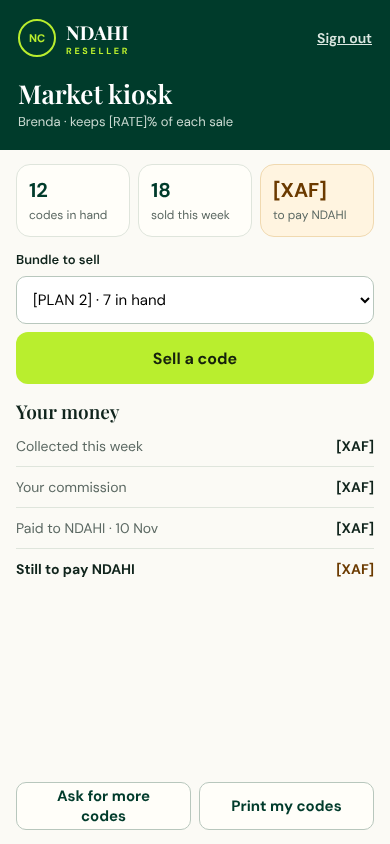 NC
NDAHI
RESELLER
Sign out
Market kiosk
Brenda · keeps [RATE]% of each sale
12
codes in hand
18
sold this week
[XAF]
to pay NDAHI
Bundle to sell
[PLAN 2] · 7 in hand
Sell a code
Your money
Collected this week [XAF]
Your commission [XAF]
Paid to NDAHI · 10 Nov [XAF]
Still to pay NDAHI [XAF]
Ask for more
codes
Print my codes